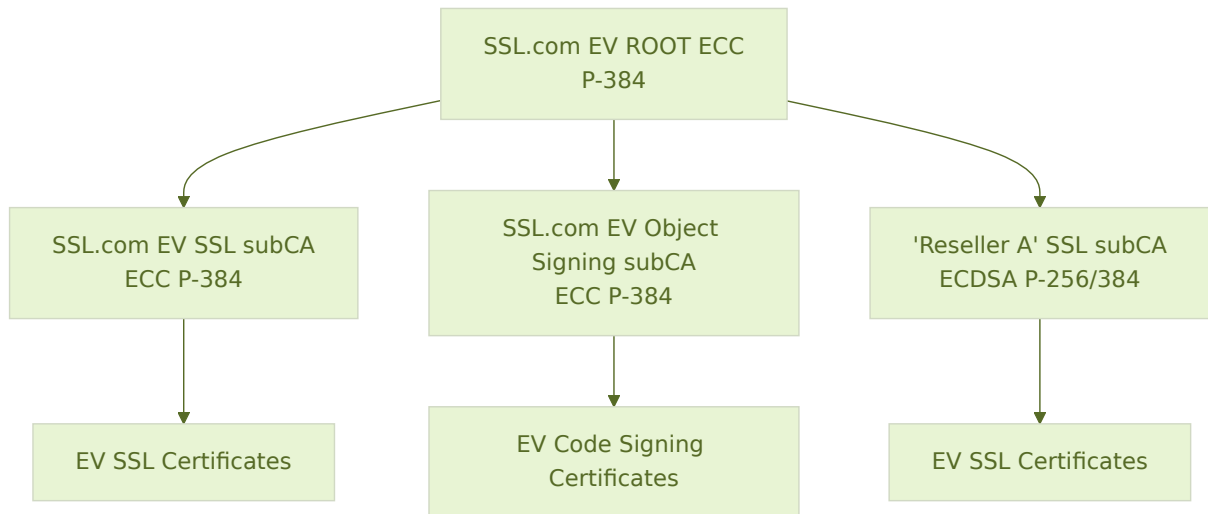 SSL.com EV ROOT ECC
P-384
SSL.com EV SSL subCA
ECC P-384
SSL.com EV Object
Signing subCA
ECC P-384
'Reseller A' SSL subCA
ECDSA P-256/384
EV SSL Certificates
EV Code Signing
Certificates
EV SSL Certificates